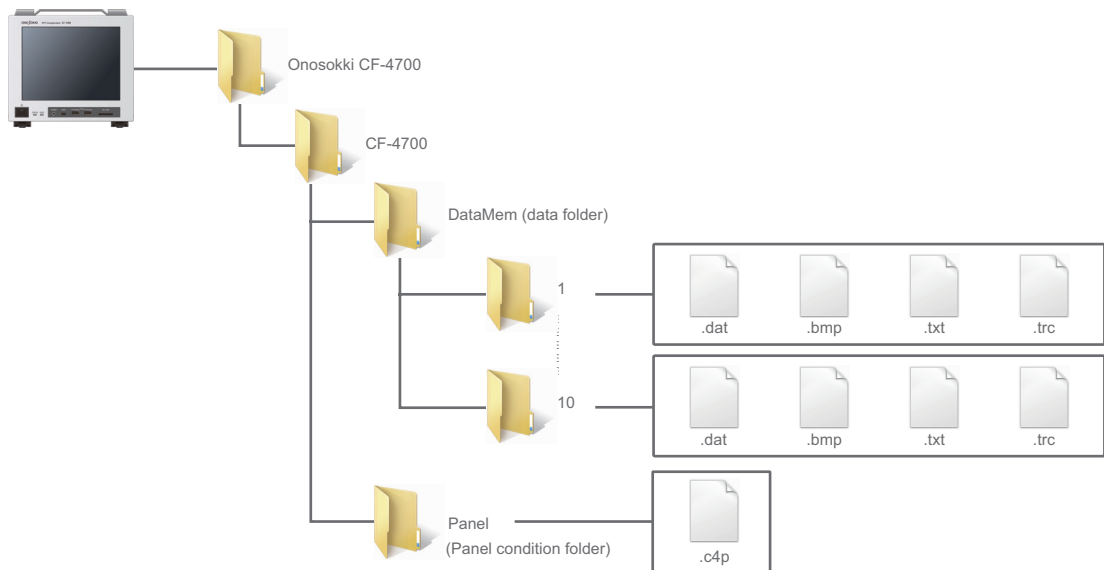 Onosokki CF-4700
CF-4700
DataMem (data folder)
1
.dat .bmp .txt .trc
10
.dat .bmp .txt .trc
Panel
(Panel condition folder)
.c4p